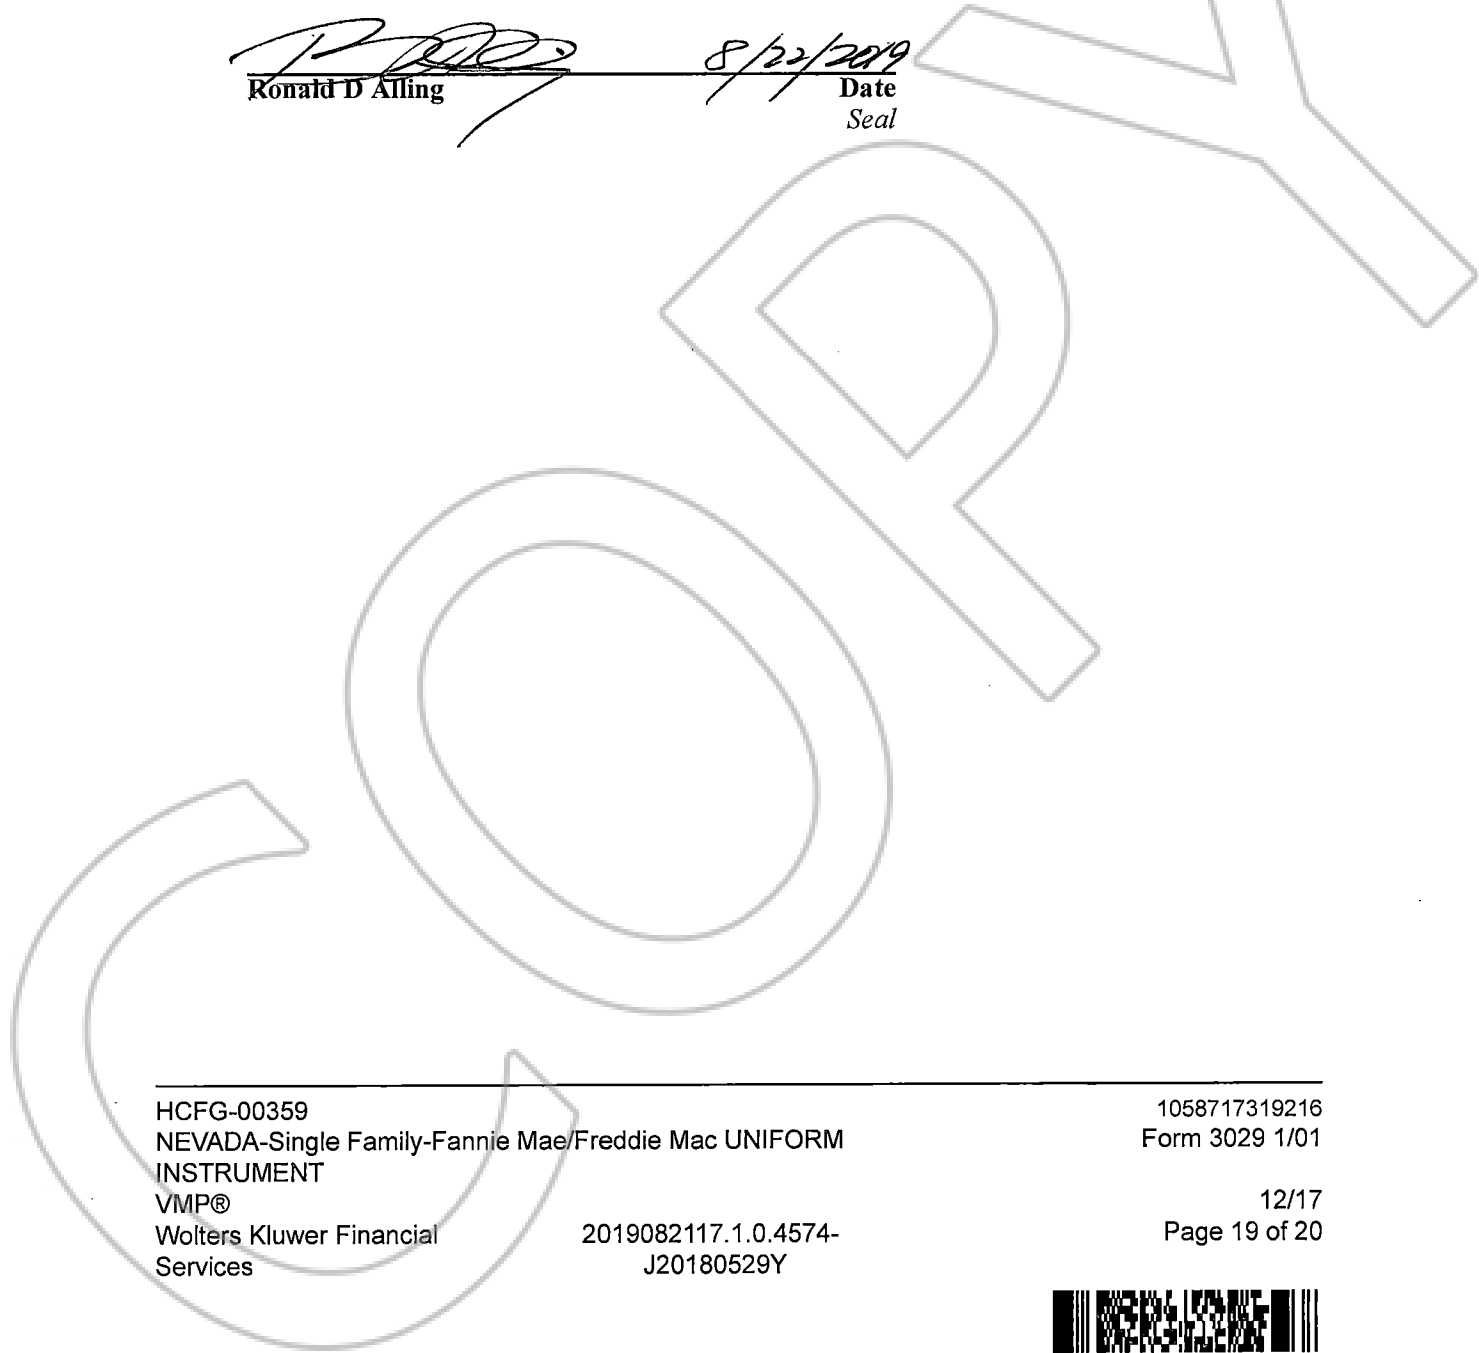 8/22/2019
Ronald D Alling Date
Seal
COPY
HCFG-00359 1058717319216
NEVADA-Single Family-Fannie Mae/Freddie Mac UNIFORM Form 3029 1/01
INSTRUMENT
VMP® 12/17
Wolters Kluwer Financial 2019082117.1.0.4574- Page 19 of 20
Services J20180529Y